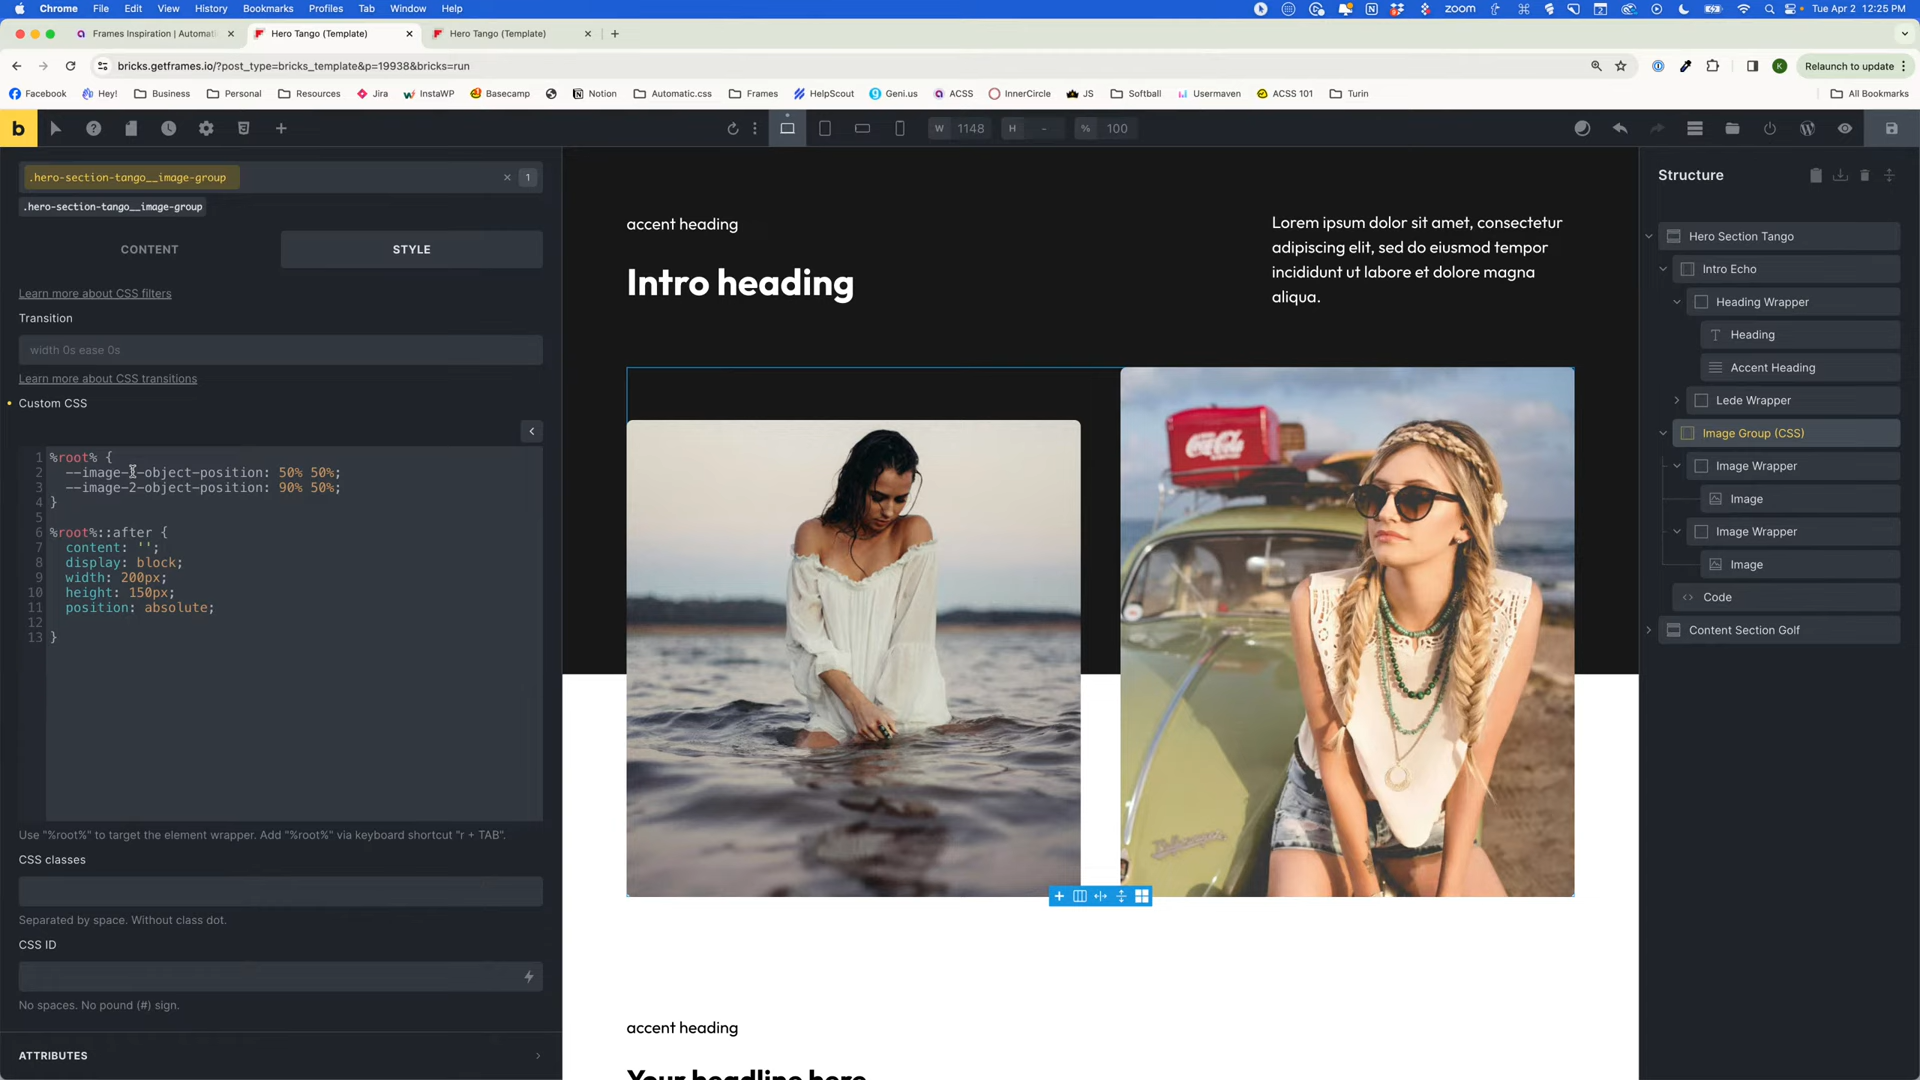 Chrome File Edit View History Bookmarks Profiles Tab Window Help
zoom
Tue Apr 2 12:25 PM
Frames Inspiration | Automat
Hero Tango (Template)
Hero Tango (Template)
bricks.getframes.io/?post_type=bricks_template&p=19938&bricks=run
K
Relaunch to update
Facebook Hey! Business Personal Resources Jira InstaWP Basecamp Notion Automatic.css Frames HelpScout Geni.us ACSS InnerCircle JS Softball Usermaven ACSS 101 Turin
All Bookmarks
b
W 1148 H - % 100
.hero-section-tango__image-group
1
.hero-section-tango__image-group
CONTENT
STYLE
Learn more about CSS filters
Transition
width 0s ease 0s
Learn more about CSS transitions
Custom CSS
1 %root% {
2 --image-1-object-position: 50% 50%;
3 --image-2-object-position: 90% 50%;
4 }
5
6 %root%::after {
7 content: '';
8 display: block;
9 width: 200px;
10 height: 150px;
11 position: absolute;
12
13 }
Use "%root%" to target the element wrapper. Add "%root%" via keyboard shortcut "r + TAB".
CSS classes
Separated by space. Without class dot.
CSS ID
No spaces. No pound (#) sign.
ATTRIBUTES
accent heading
Intro heading
Lorem ipsum dolor sit amet, consectetur
adipiscing elit, sed do eiusmod tempor
incididunt ut labore et dolore magna
aliqua.
Coca-Cola
accent heading
Your headline here
Structure
Hero Section Tango
Intro Echo
Heading Wrapper
Heading
Accent Heading
Lede Wrapper
Image Group (CSS)
Image Wrapper
Image
Image Wrapper
Image
Code
Content Section Golf